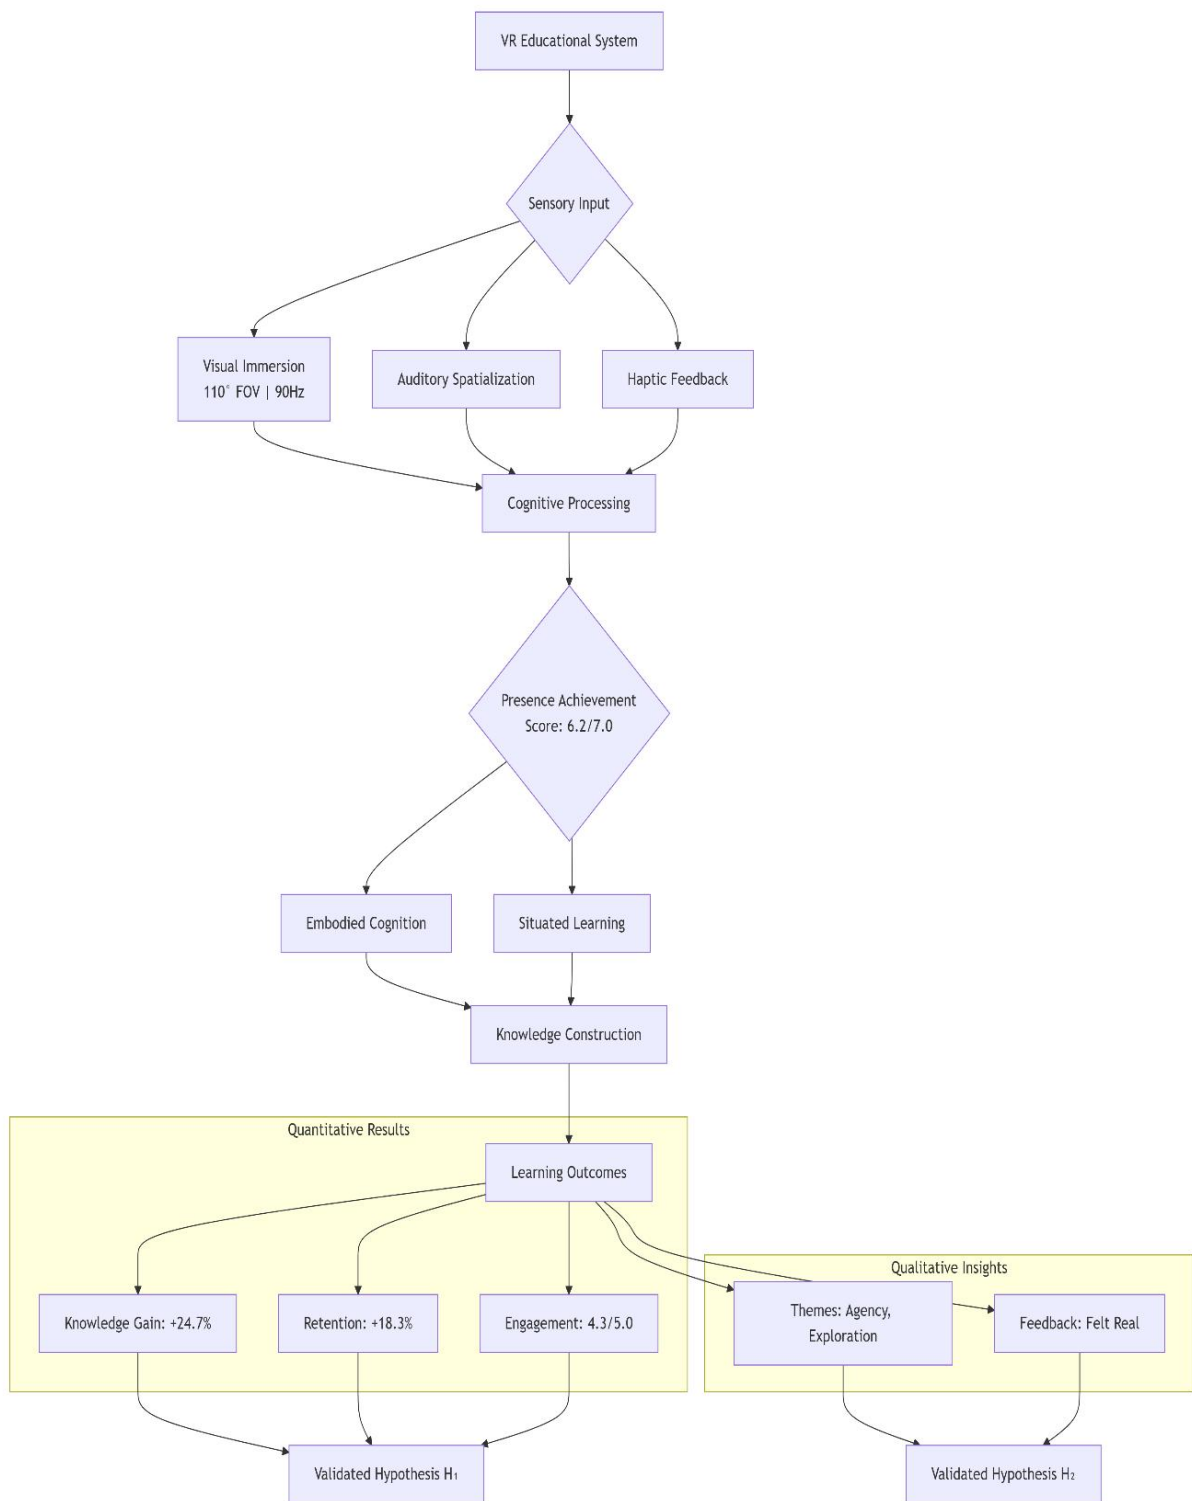 VR Educational System
Sensory Input
Visual Immersion
110° FOV | 90Hz
Auditory Spatialization
Haptic Feedback
Cognitive Processing
Presence Achievement
Score: 6.2/7.0
Embodied Cognition
Situated Learning
Knowledge Construction
Quantitative Results
Learning Outcomes
Knowledge Gain: +24.7%
Retention: +18.3%
Engagement: 4.3/5.0
Qualitative Insights
Themes: Agency,
Exploration
Feedback: Felt Real
Validated Hypothesis H₁
Validated Hypothesis H₂